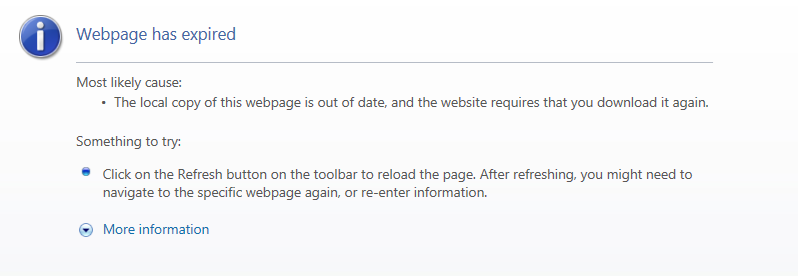 Webpage has expired
Most likely cause:
• The local copy of this webpage is out of date, and the website requires that you download it again.
Something to try:
Click on the Refresh button on the toolbar to reload the page. After refreshing, you might need to
navigate to the specific webpage again, or re-enter information.
More information